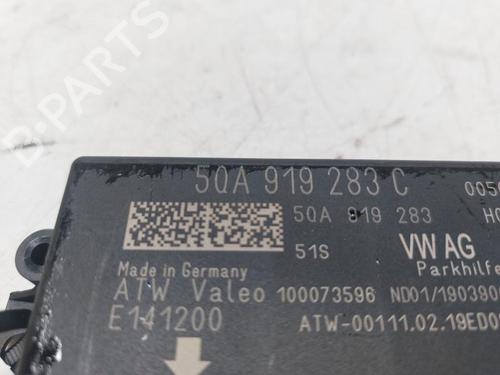 B-PARTS
5QA 919 283 C
5QA 919 283
51S
VW AG
Made in Germany
Parkhilfe
ATW Valeo 100073596
E141200